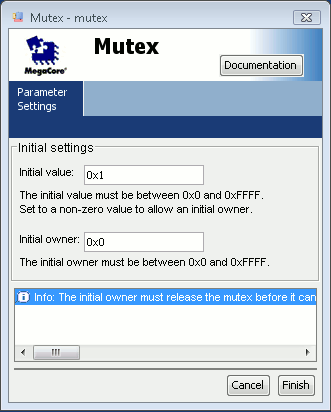 Mutex - mutex
MegaCore®
Mutex
Documentation
Parameter
Settings
Initial settings
Initial value: 0x1
The initial value must be between 0x0 and 0xFFFF.
Set to a non-zero value to allow an initial owner.
Initial owner: 0x0
The initial owner must be between 0x0 and 0xFFFF.
Info: The initial owner must release the mutex before it can
Cancel Finish